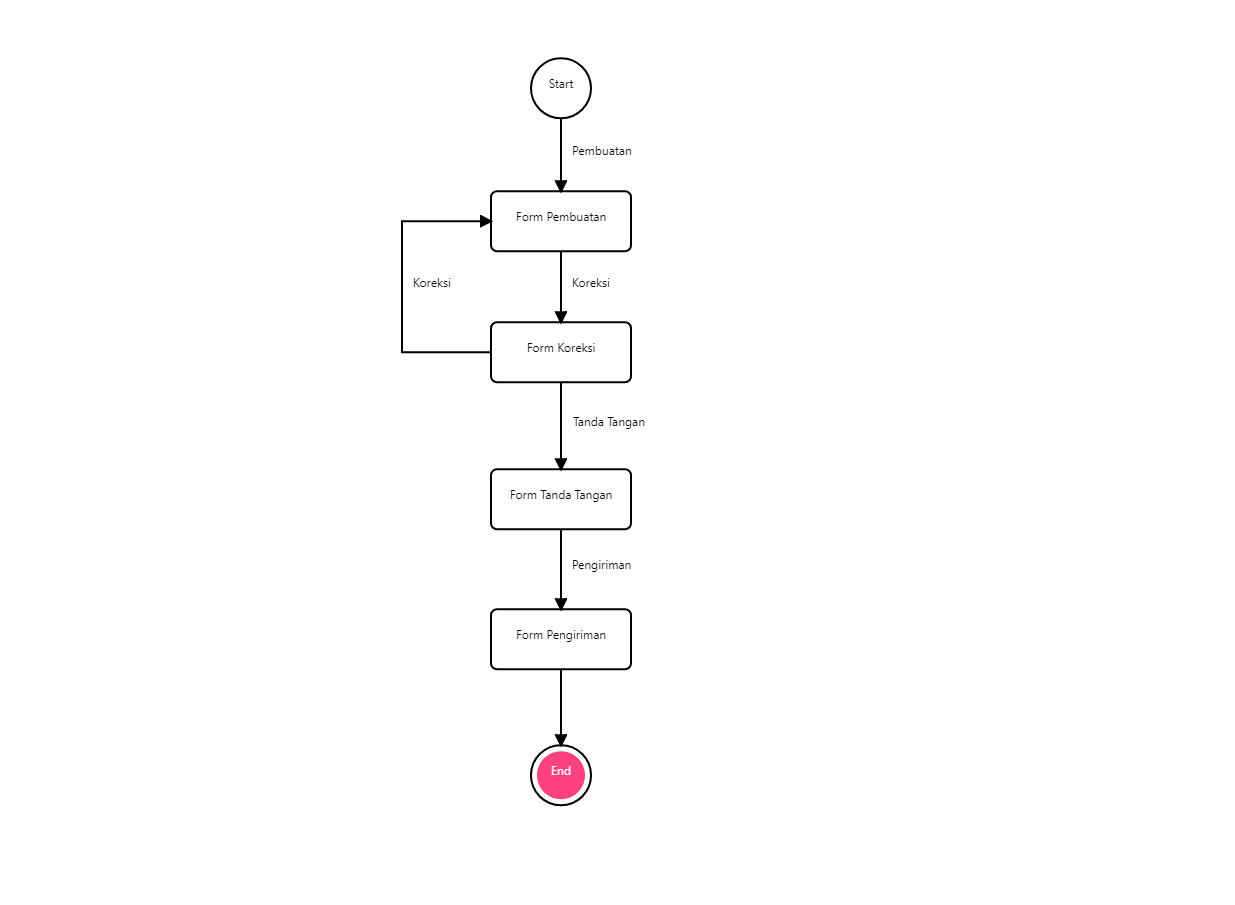 Start
Pembuatan
Form Pembuatan
Koreksi
Koreksi
Form Koreksi
Tanda Tangan
Form Tanda Tangan
Pengiriman
Form Pengiriman
End